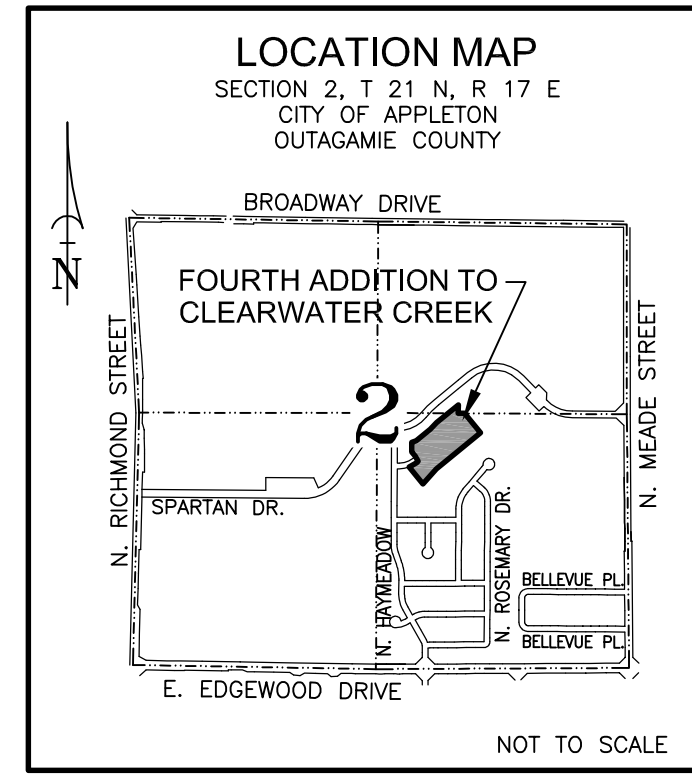 LOCATION MAP
SECTION 2, T 21 N, R 17 E
CITY OF APPLETON
OUTAGAMIE COUNTY
BROADWAY DRIVE
N
FOURTH ADDITION TO
CLEARWATER CREEK
N. RICHMOND STREET
N. MEADE STREET
2
SPARTAN DR.
N. HAYMEADOW
N. ROSEMARY DR.
BELLEVUE PL.
BELLEVUE PL.
E. EDGEWOOD DRIVE
NOT TO SCALE